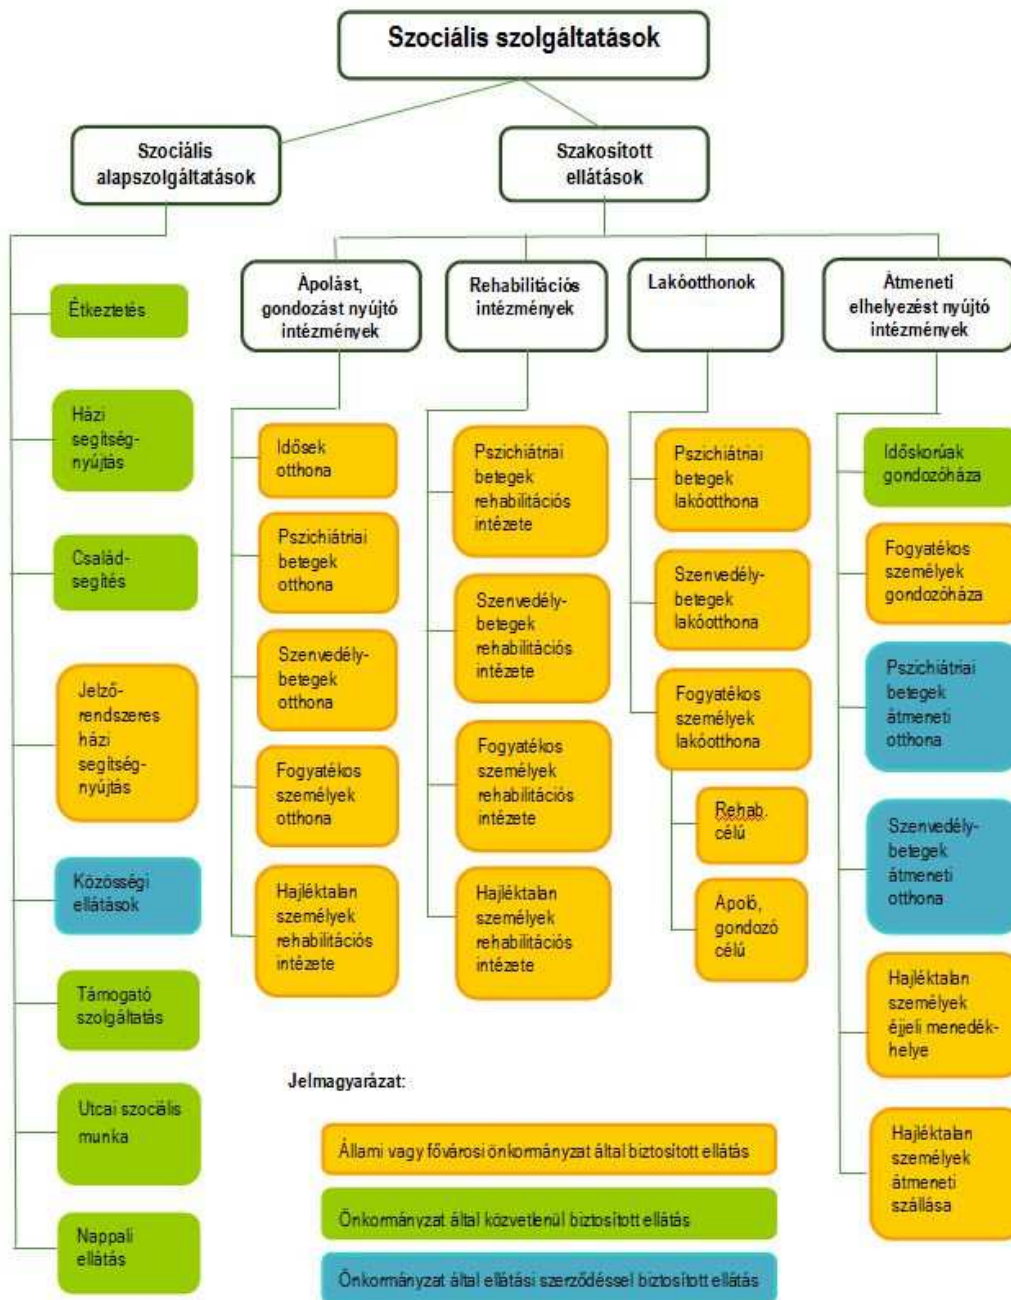 Szociális szolgáltatások
Szociális
alapszolgáltatások
Szakosított
ellátások
Étkeztetés
Házi
segítség-
nyújtás
Család-
segítés
Jelző-
rendszeres
házi
segítség-
nyújtás
Közösségi
ellátások
Támogató
szolgáltatás
Utcai szociális
munka
Nappali
ellátás
Ápolást,
gondozást nyújtó
intézmények
Idősek
otthona
Pszichiátriai
betegek
otthona
Szenvedély-
betegek
otthona
Fogyatékos
személyek
otthona
Hajléktalan
személyek
rehabilitációs
intézete
Rehabilitációs
intézmények
Pszichiátriai
betegek
rehabilitációs
intézete
Szenvedély-
betegek
rehabilitációs
intézete
Fogyatékos
személyek
rehabilitációs
intézete
Hajléktalan
személyek
rehabilitációs
intézete
Lakóotthonok
Pszichiátriai
betegek
lakóotthona
Szenvedély-
betegek
lakóotthona
Fogyatékos
személyek
lakóotthona
Rehab.
célú
Ápoló,
gondozó
célú
Átmeneti
elhelyezést nyújtó
intézmények
Időskorúak
gondozóháza
Fogyatékos
személyek
gondozóháza
Pszichiátriai
betegek
átmeneti
otthona
Szenvedély-
betegek
átmeneti
otthona
Hajléktalan
személyek
éjjeli menedék-
helye
Hajléktalan
személyek
átmeneti
szállása
Jelmagyarázat:
Állami vagy fővárosi önkormányzat által biztosított ellátás
Önkormányzat által közvetlenül biztosított ellátás
Önkormányzat által ellátási szerződéssel biztosított ellátás